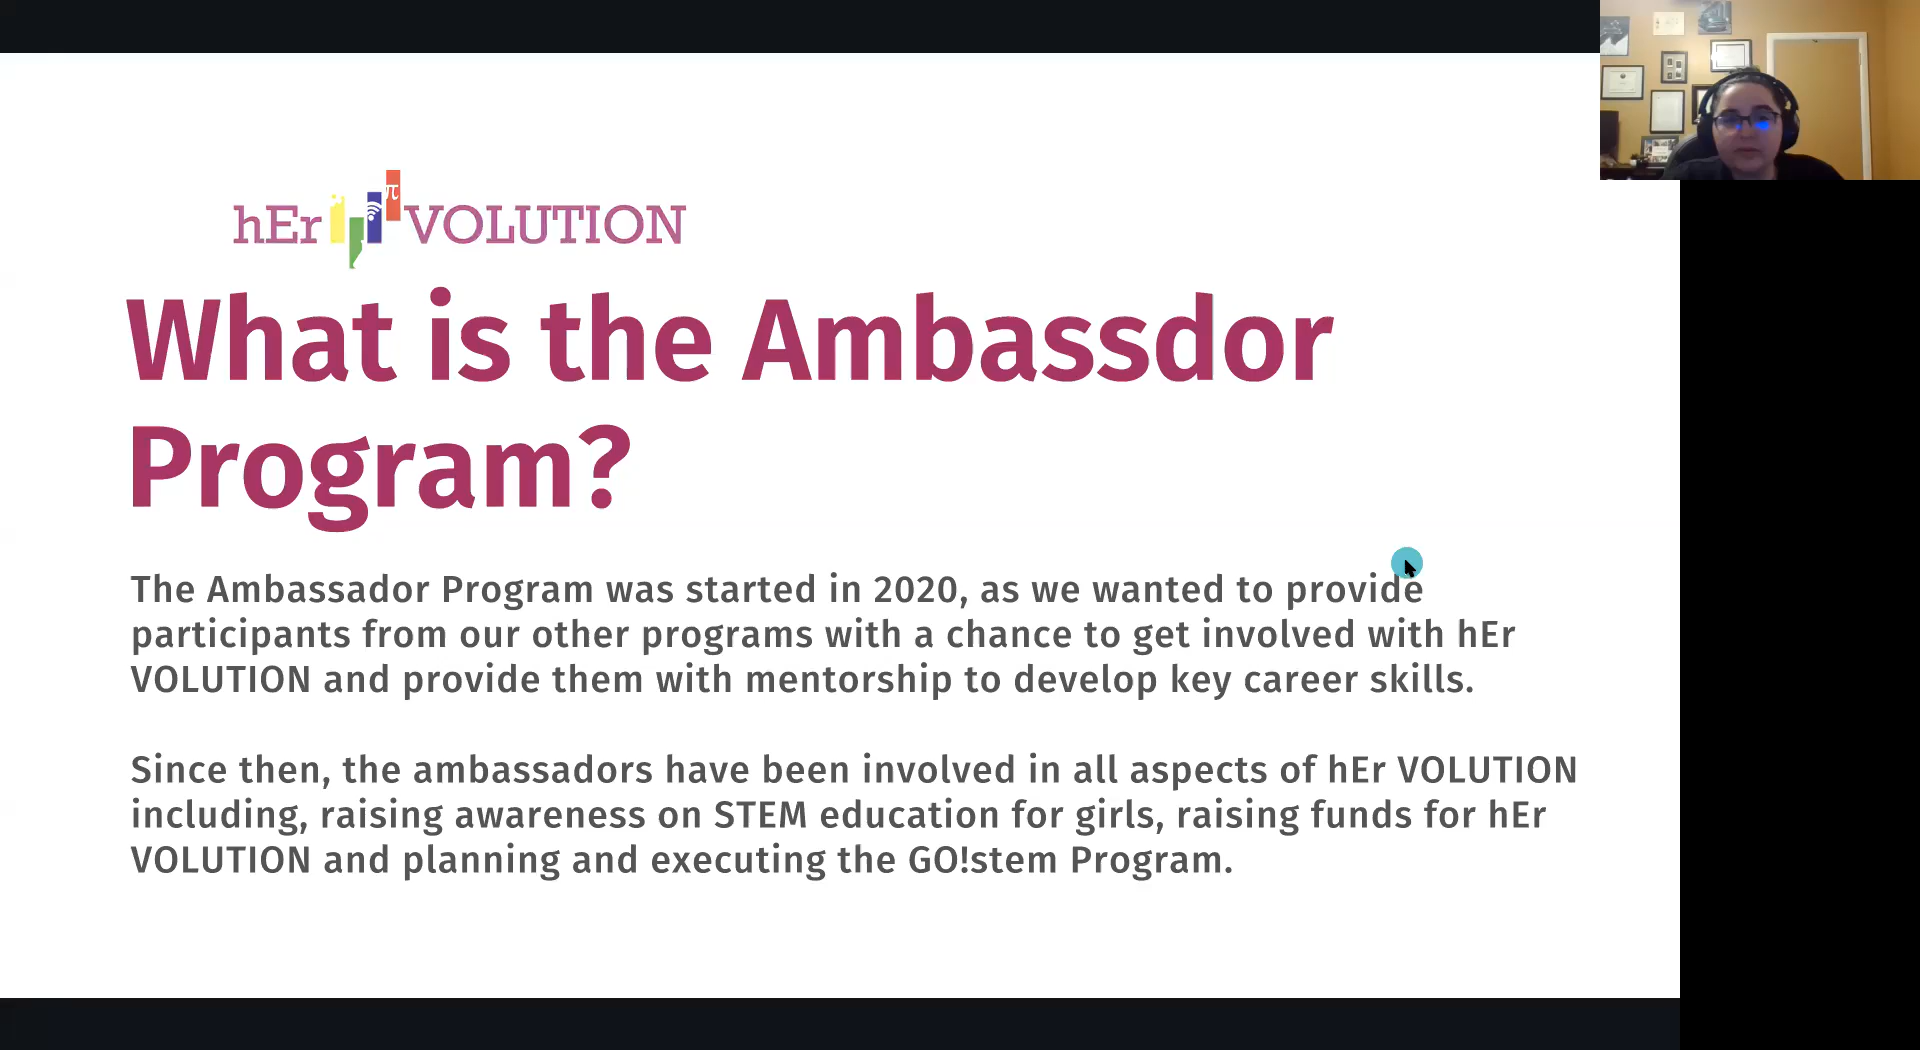 hEr VOLUTION
π
What is the Ambassdor
Program?
The Ambassador Program was started in 2020, as we wanted to provide
participants from our other programs with a chance to get involved with hEr
VOLUTION and provide them with mentorship to develop key career skills.
Since then, the ambassadors have been involved in all aspects of hEr VOLUTION
including, raising awareness on STEM education for girls, raising funds for hEr
VOLUTION and planning and executing the GO!stem Program.